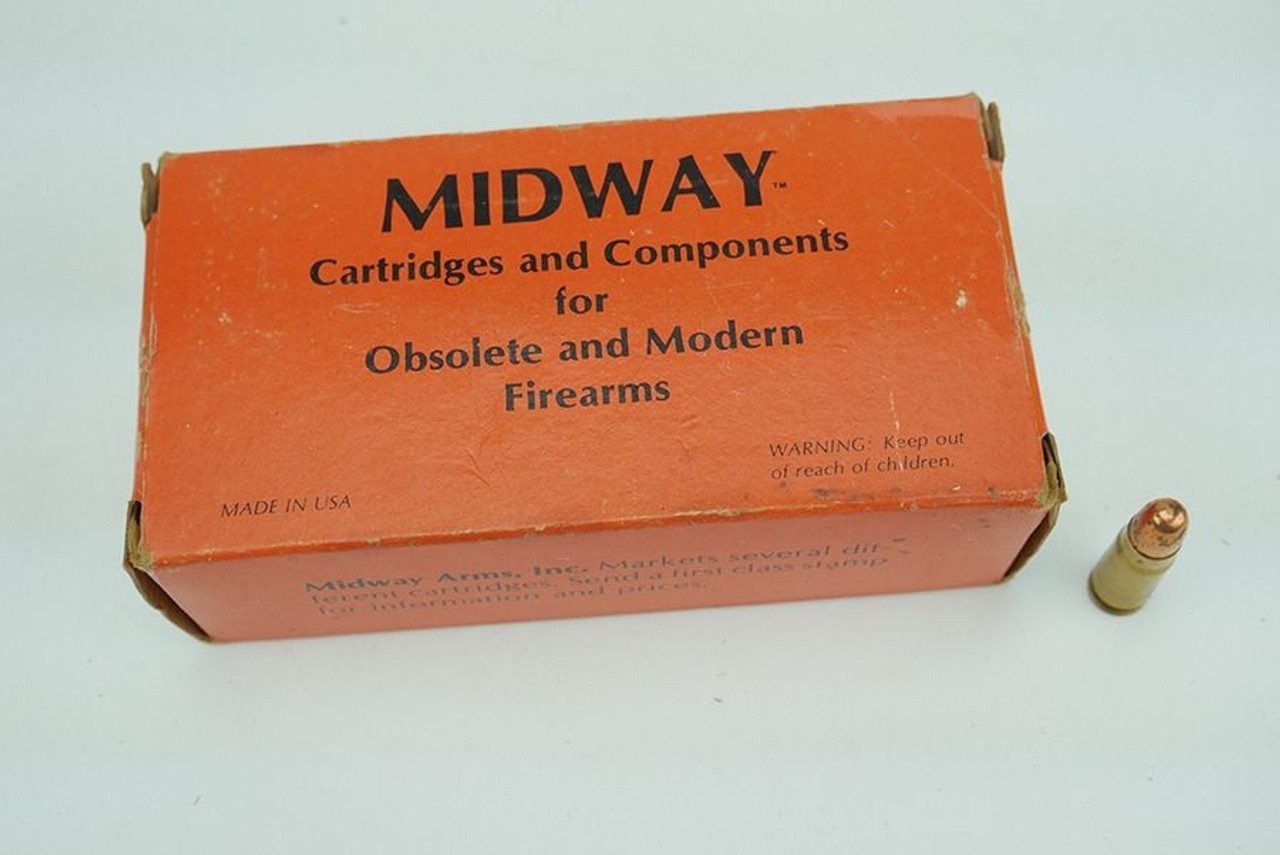 MIDWAY™
Cartridges and Components
for
Obsolete and Modern
Firearms
WARNING: Keep out
of reach of children.
MADE IN USA
Midway Arms, Inc. Markets several dif-
ferent cartridges. Send a first class stamp
for information and prices.